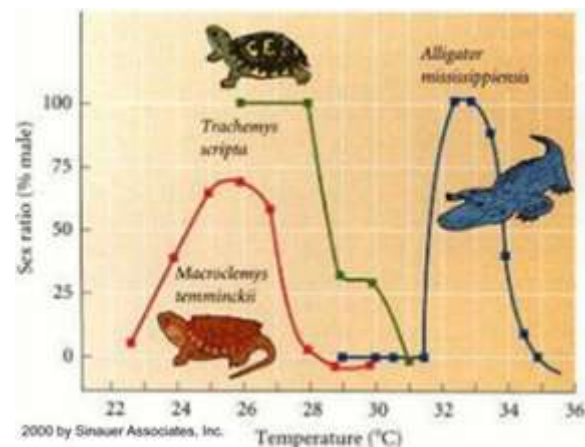 Alligator
mississippiensis
100
Trachemys
scripta
75
50
Macroclemys
temminckii
25
0
Sex ratio (% male)
22 24 26 28 30 32 34 36
2000 by Sinauer Associates, Inc.
Temperature (°C)